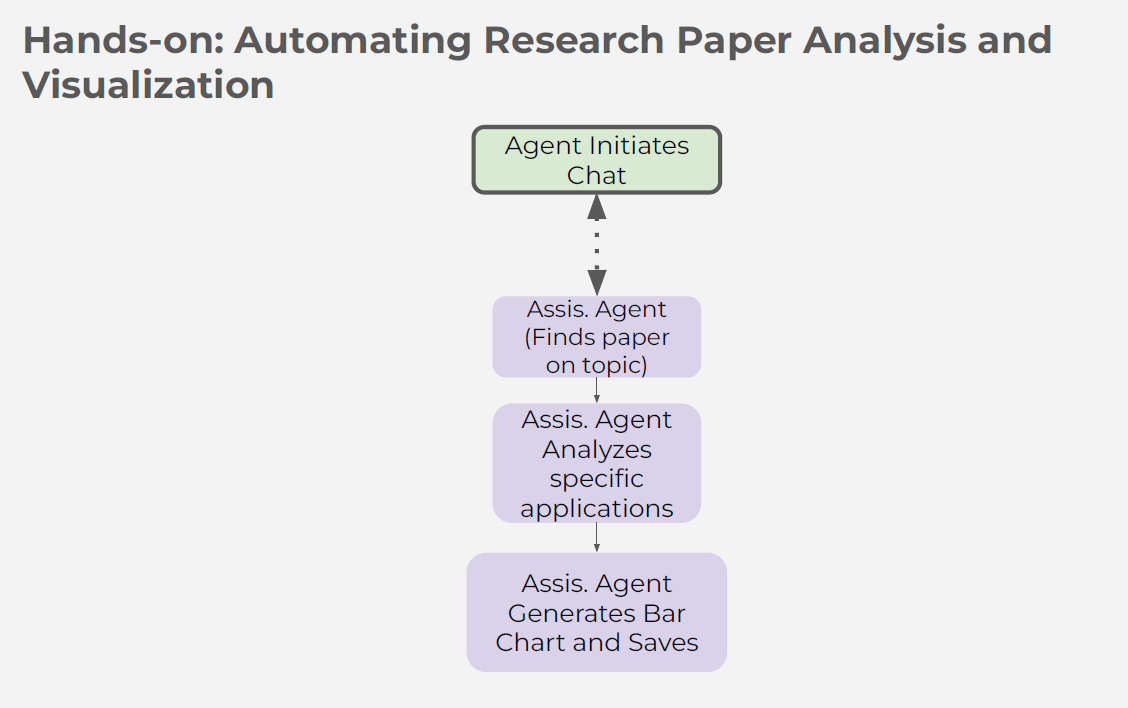 Hands-on: Automating Research Paper Analysis and
Visualization
Agent Initiates
Chat
Assis. Agent
(Finds paper
on topic)
Assis. Agent
Analyzes
specific
applications
Assis. Agent
Generates Bar
Chart and Saves